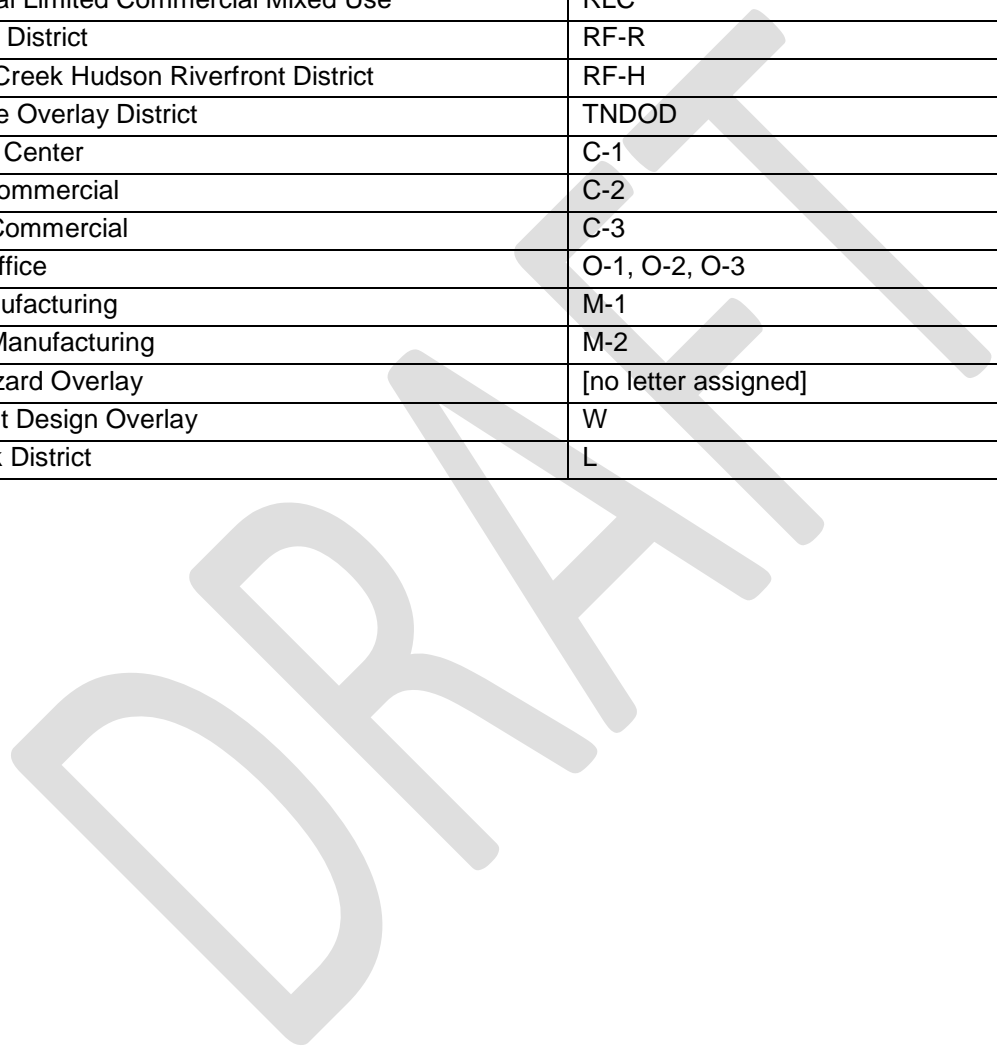 al Limited Commercial Mixed Use RLC
District RF-R
Creek Hudson Riverfront District RF-H
e Overlay District TNDOD
Center C-1
ommercial C-2
Commercial C-3
ffice O-1, O-2, O-3
ufacturing M-1
Manufacturing M-2
zard Overlay [no letter assigned]
t Design Overlay W
k District L
DRAFT